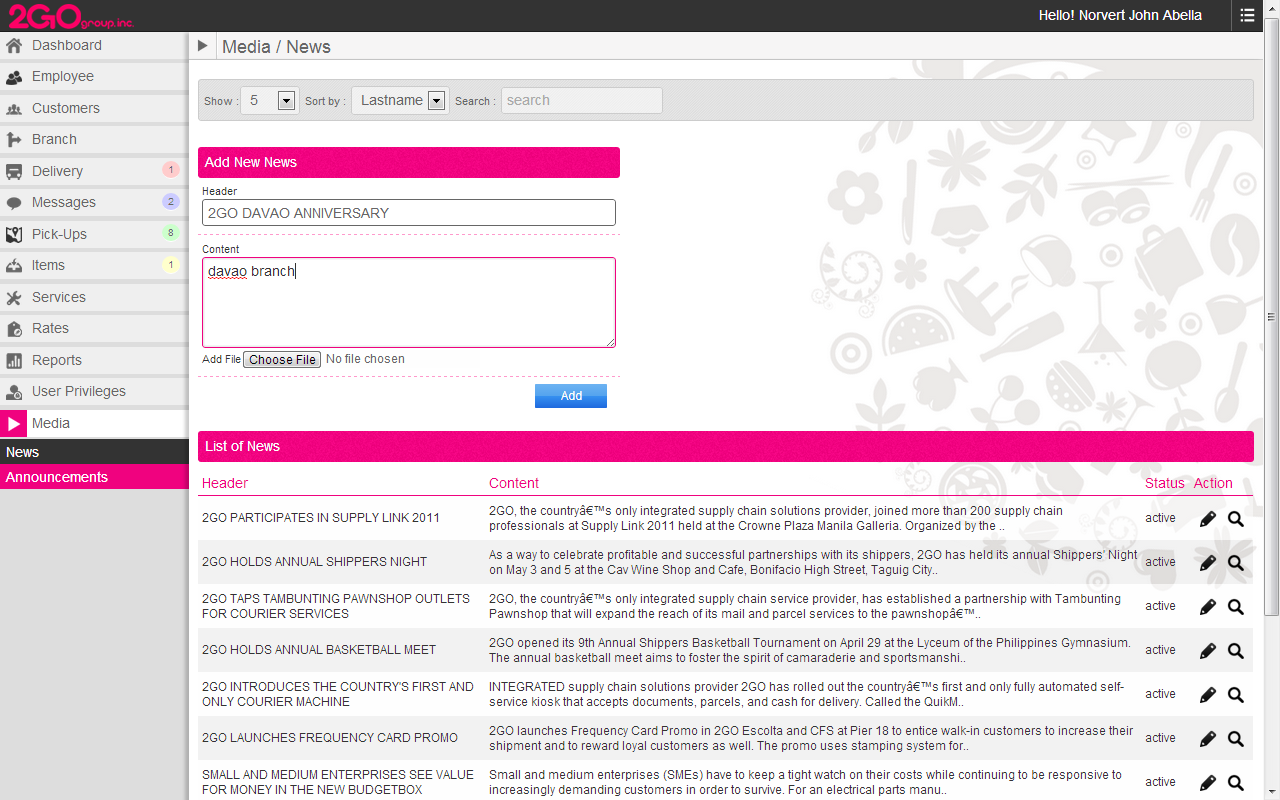 2GO group.inc.
Hello! Norvert John Abella
Dashboard
Employee
Customers
Branch
Delivery 1
Messages 2
Pick-Ups 8
Items 1
Services
Rates
Reports
User Privileges
Media
News
Announcements
Media / News
Show : 5 Sort by : Lastname Search : search
Add New News
Header
2GO DAVAO ANNIVERSARY
Content
davao branch
Add File Choose File No file chosen
Add
List of News
Header Content Status Action
2GO PARTICIPATES IN SUPPLY LINK 2011
2GO, the countryâ€™s only integrated supply chain solutions provider, joined more than 200 supply chain
professionals at Supply Link 2011 held at the Crowne Plaza Manila Galleria. Organized by the ..
active
2GO HOLDS ANNUAL SHIPPERS NIGHT
As a way to celebrate profitable and successful partnerships with its shippers, 2GO has held its annual Shippers' Night
on May 3 and 5 at the Cav Wine Shop and Cafe, Bonifacio High Street, Taguig City..
active
2GO TAPS TAMBUNTING PAWNSHOP OUTLETS
FOR COURIER SERVICES
2GO, the countryâ€™s only integrated supply chain service provider, has established a partnership with Tambunting
Pawnshop that will expand the reach of its mail and parcel services to the pawnshopâ€™..
active
2GO HOLDS ANNUAL BASKETBALL MEET
2GO opened its 9th Annual Shippers Basketball Tournament on April 29 at the Lyceum of the Philippines Gymnasium.
The annual basketball meet aims to foster the spirit of camaraderie and sportsmanshi..
active
2GO INTRODUCES THE COUNTRY'S FIRST AND
ONLY COURIER MACHINE
INTEGRATED supply chain solutions provider 2GO has rolled out the countryâ€™s first and only fully automated self-
service kiosk that accepts documents, parcels, and cash for delivery. Called the QuikM..
active
2GO LAUNCHES FREQUENCY CARD PROMO
2GO launches Frequency Card Promo in 2GO Escolta and CFS at Pier 18 to entice walk-in customers to increase their
shipment and to reward loyal customers as well. The promo uses stamping system for..
active
SMALL AND MEDIUM ENTERPRISES SEE VALUE
FOR MONEY IN THE NEW BUDGETBOX
Small and medium enterprises (SMEs) have to keep a tight watch on their costs while continuing to be responsive to
increasingly demanding customers in order to survive. For an electrical parts manu..
active